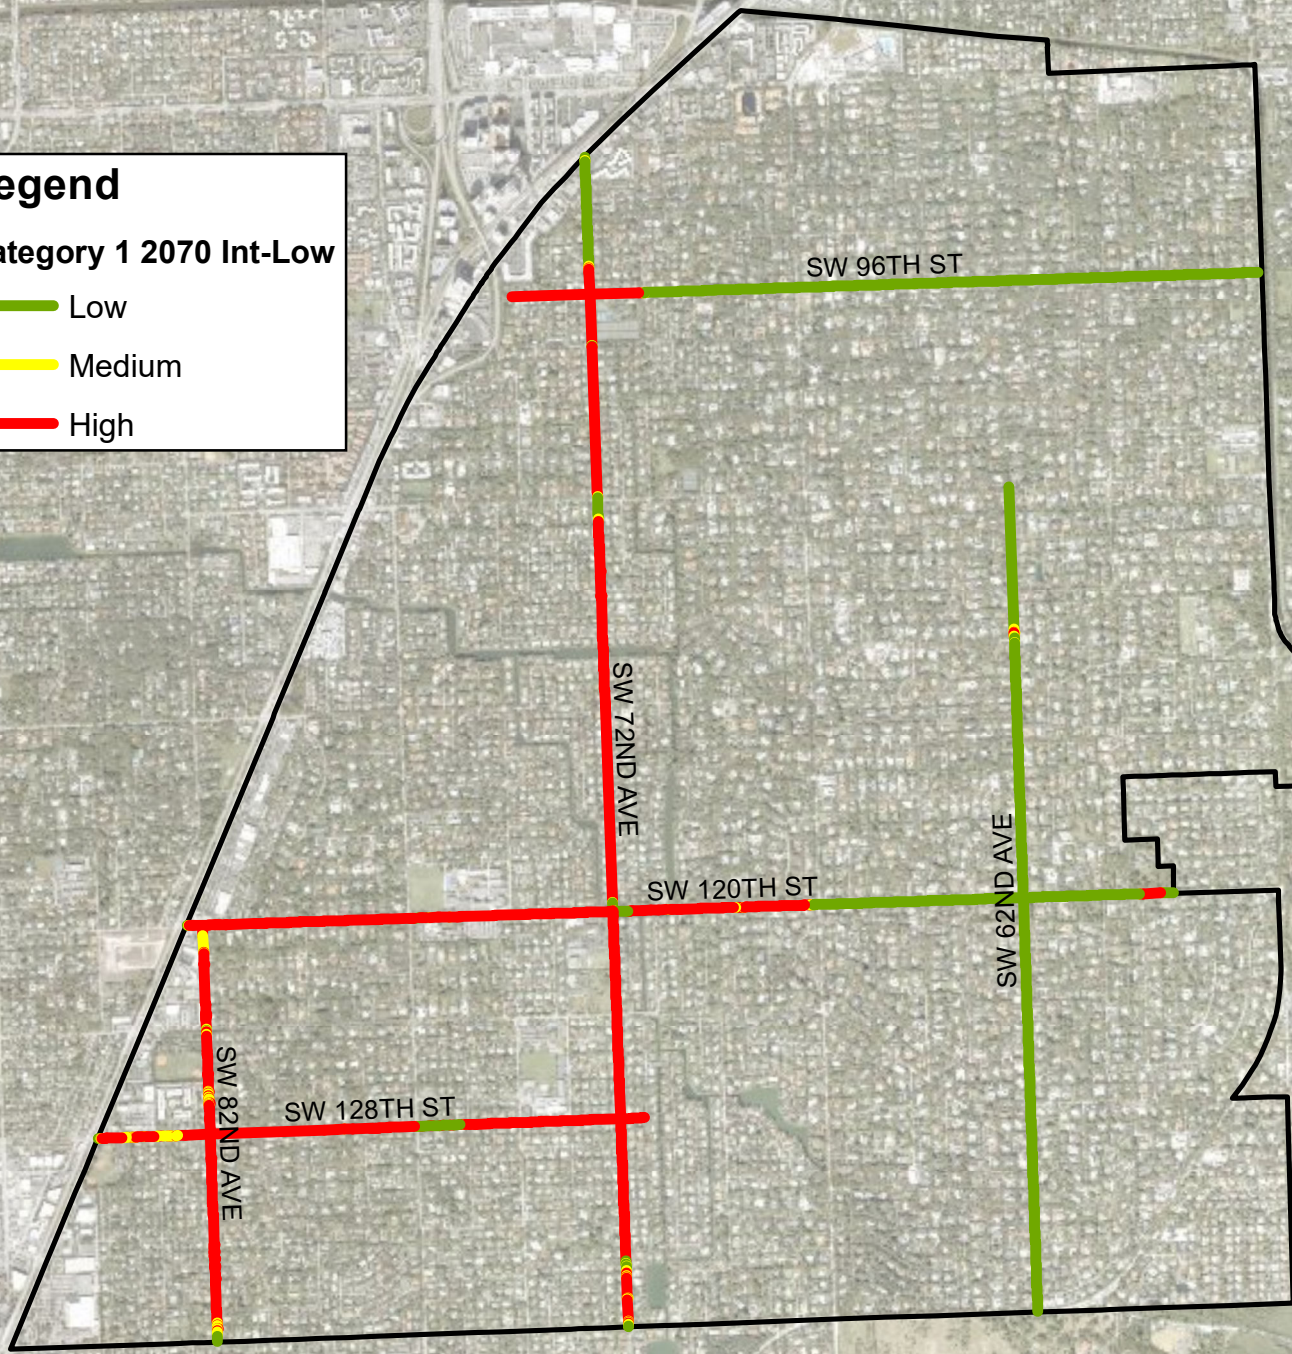 egend
ategory 1 2070 Int-Low
Low
Medium
High
SW 96TH ST
SW 72ND AVE
SW 62ND AVE
SW 120TH ST
SW 82ND AVE
SW 128TH ST